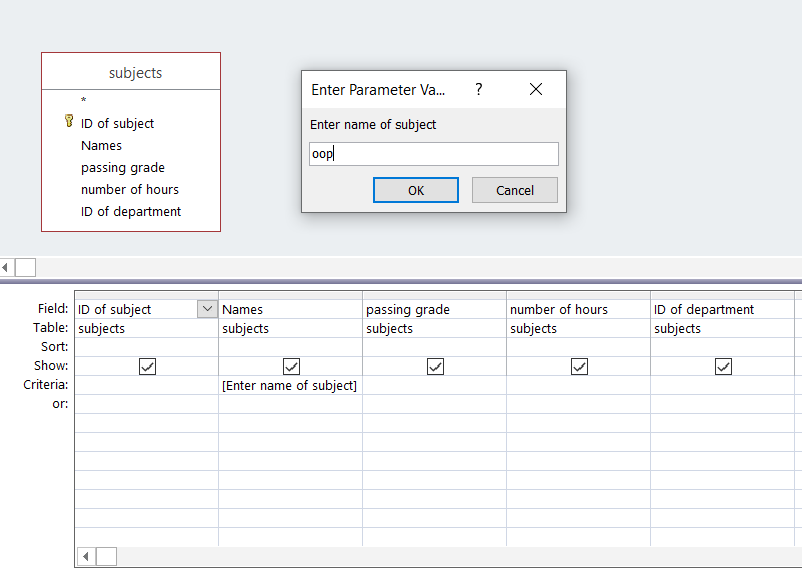 subjects
*
ID of subject
Names
passing grade
number of hours
ID of department
Enter Parameter Va... ?
Enter name of subject
oop
OK Cancel
Field: ID of subject Names passing grade number of hours ID of department
Table: subjects subjects subjects subjects subjects
Sort:
Show:
Criteria: [Enter name of subject]
or: